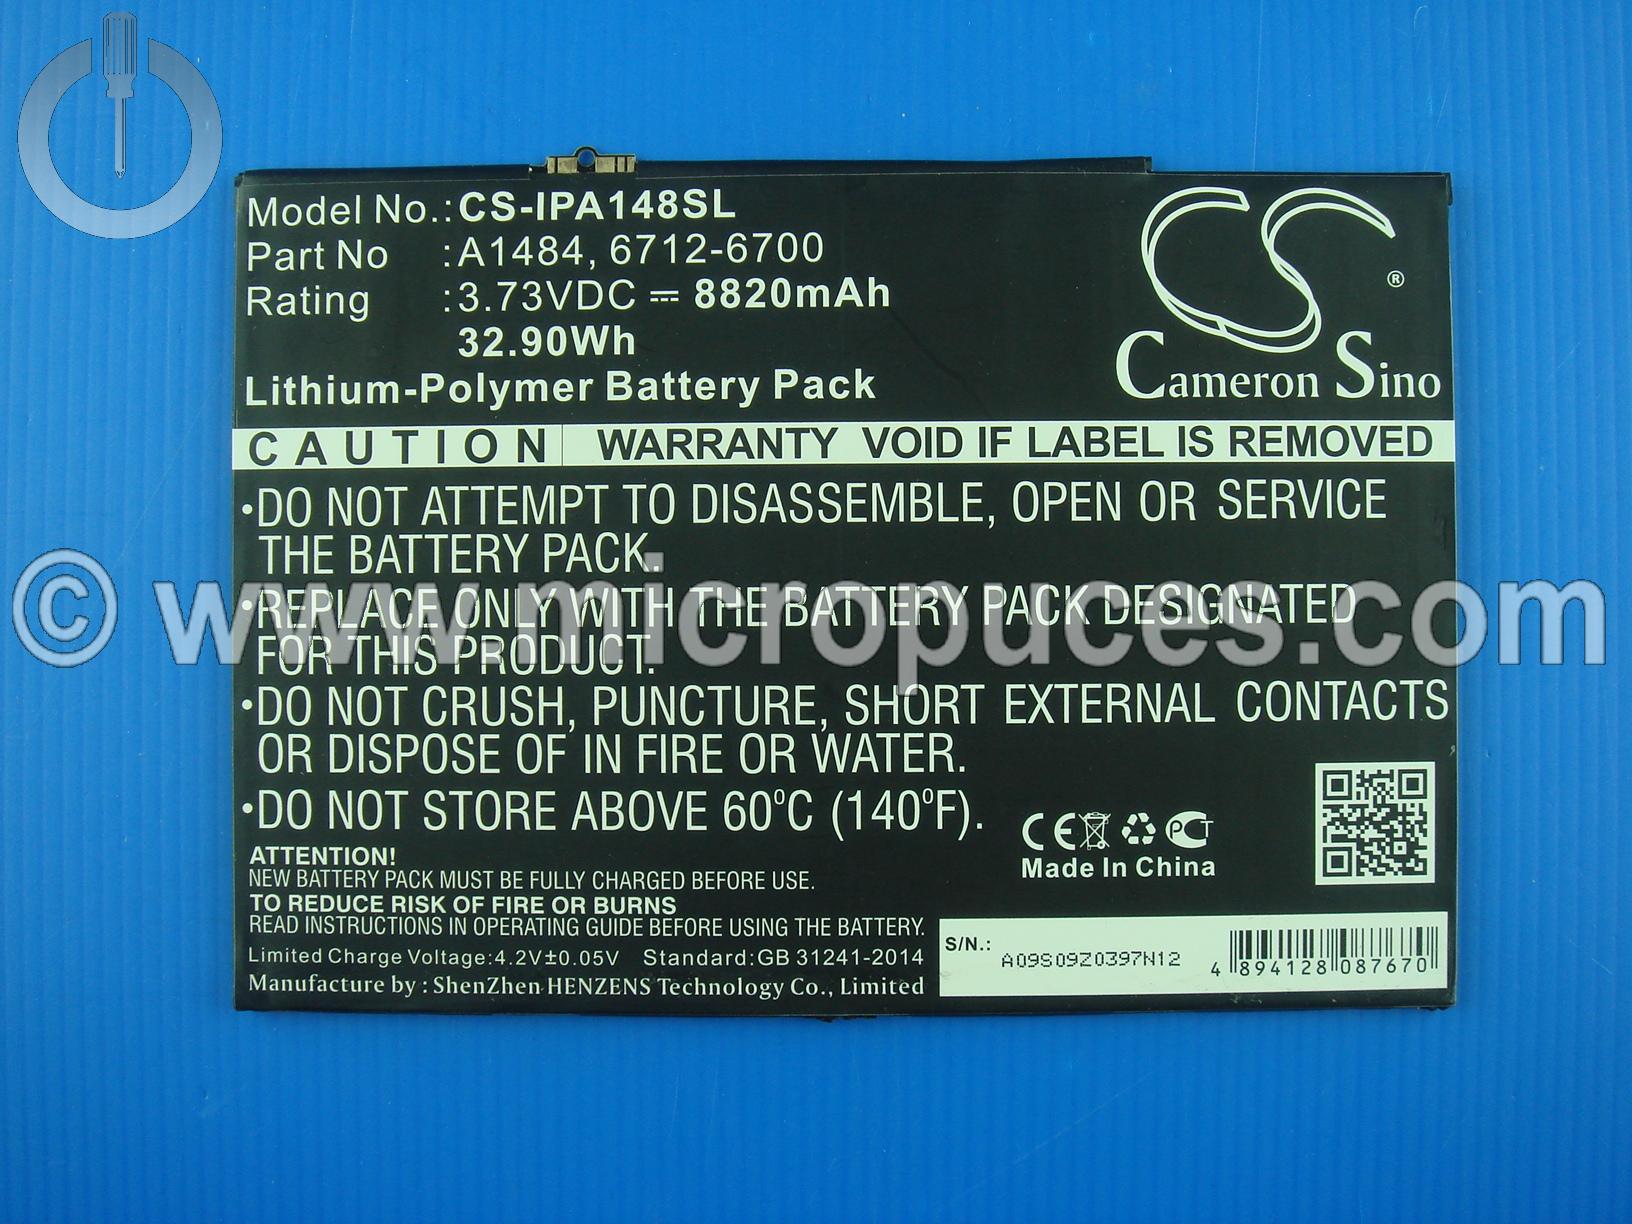 Model No.: CS-IPA148SL
Part No : A1484, 6712-6700
Rating : 3.73VDC ⎓ 8820mAh
32.90Wh
Lithium-Polymer Battery Pack
CS ®
Cameron Sino
CAUTION WARRANTY VOID IF LABEL IS REMOVED
•DO NOT ATTEMPT TO DISASSEMBLE, OPEN OR SERVICE
THE BATTERY PACK.
•REPLACE ONLY WITH THE BATTERY PACK DESIGNATED
FOR THIS PRODUCT.
© www.micropuces.com
•DO NOT CRUSH, PUNCTURE, SHORT EXTERNAL CONTACTS
OR DISPOSE OF IN FIRE OR WATER.
•DO NOT STORE ABOVE 60°C (140°F).
CE PCT
Made In China
ATTENTION!
NEW BATTERY PACK MUST BE FULLY CHARGED BEFORE USE.
TO REDUCE RISK OF FIRE OR BURNS
READ INSTRUCTIONS IN OPERATING GUIDE BEFORE USING THE BATTERY.
Limited Charge Voltage:4.2V±0.05V Standard:GB 31241-2014
Manufacture by : ShenZhen HENZENS Technology Co., Limited
S/N.: A09S09Z0397N12
4 894128 087670